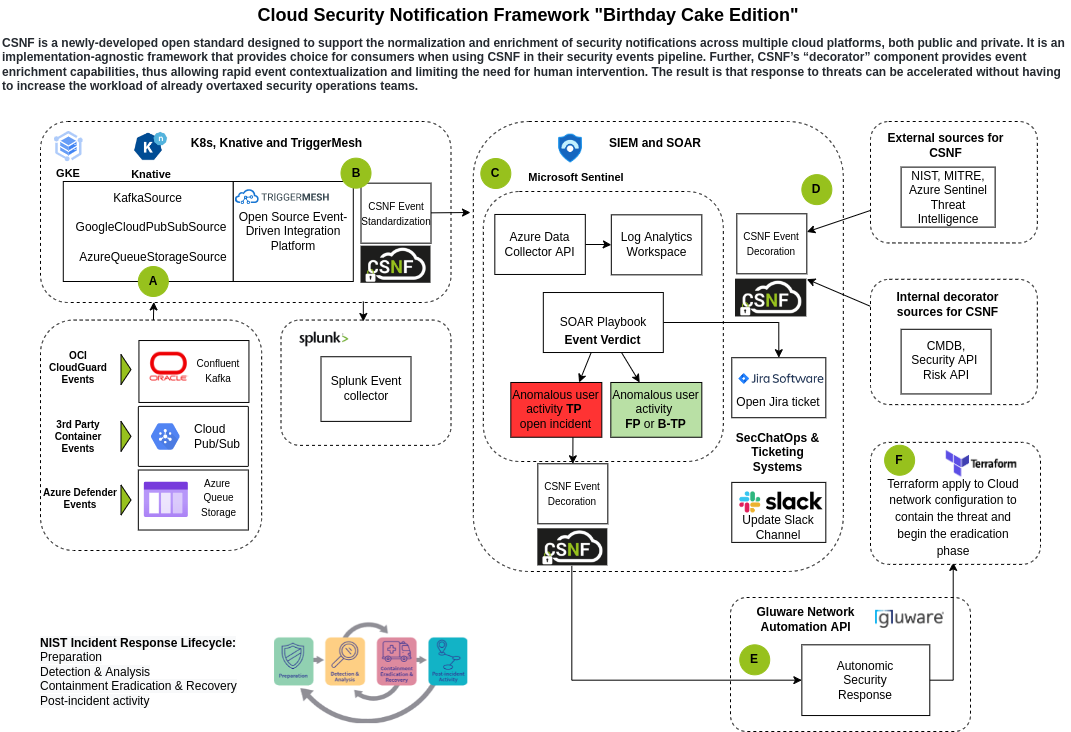 Cloud Security Notification Framework "Birthday Cake Edition"
CSNF is a newly-developed open standard designed to support the normalization and enrichment of security notifications across multiple cloud platforms, both public and private. It is an
implementation-agnostic framework that provides choice for consumers when using CSNF in their security events pipeline. Further, CSNF’s “decorator” component provides event
enrichment capabilities, thus allowing rapid event contextualization and limiting the need for human intervention. The result is that response to threats can be accelerated without having
to increase the workload of already overtaxed security operations teams.
GKE
n
K
Knative
K8s, Knative and TriggerMesh
KafkaSource
GoogleCloudPubSubSource
AzureQueueStorageSource
A
TRIGGERMESH
Open Source Event-
Driven Integration
Platform
B
CSNF Event
Standardization
CSNF
OCI
CloudGuard
Events
ORACLE
Confluent
Kafka
3rd Party
Container
Events
Cloud
Pub/Sub
Azure Defender
Events
Azure
Queue
Storage
splunk>
Splunk Event
collector
C
Microsoft Sentinel
SIEM and SOAR
D
Azure Data
Collector API
Log Analytics
Workspace
SOAR Playbook
Event Verdict
Anomalous user
activity TP
open incident
Anomalous user
activity
FP or B-TP
CSNF Event
Decoration
CSNF
CSNF Event
Decoration
CSNF
Jira Software
Open Jira ticket
SecChatOps &
Ticketing
Systems
slack
Update Slack
Channel
External sources for
CSNF
NIST, MITRE,
Azure Sentinel
Threat
Intelligence
Internal decorator
sources for CSNF
CMDB,
Security API
Risk API
F
Terraform
Terraform apply to Cloud
network configuration to
contain the threat and
begin the eradication
phase
Gluware Network
Automation API
gluware
E
Autonomic
Security
Response
NIST Incident Response Lifecycle:
Preparation
Detection & Analysis
Containment Eradication & Recovery
Post-incident activity
Preparation
Detection &
Analysis
Containment
Eradication &
Recovery
Post-Incident
Activity